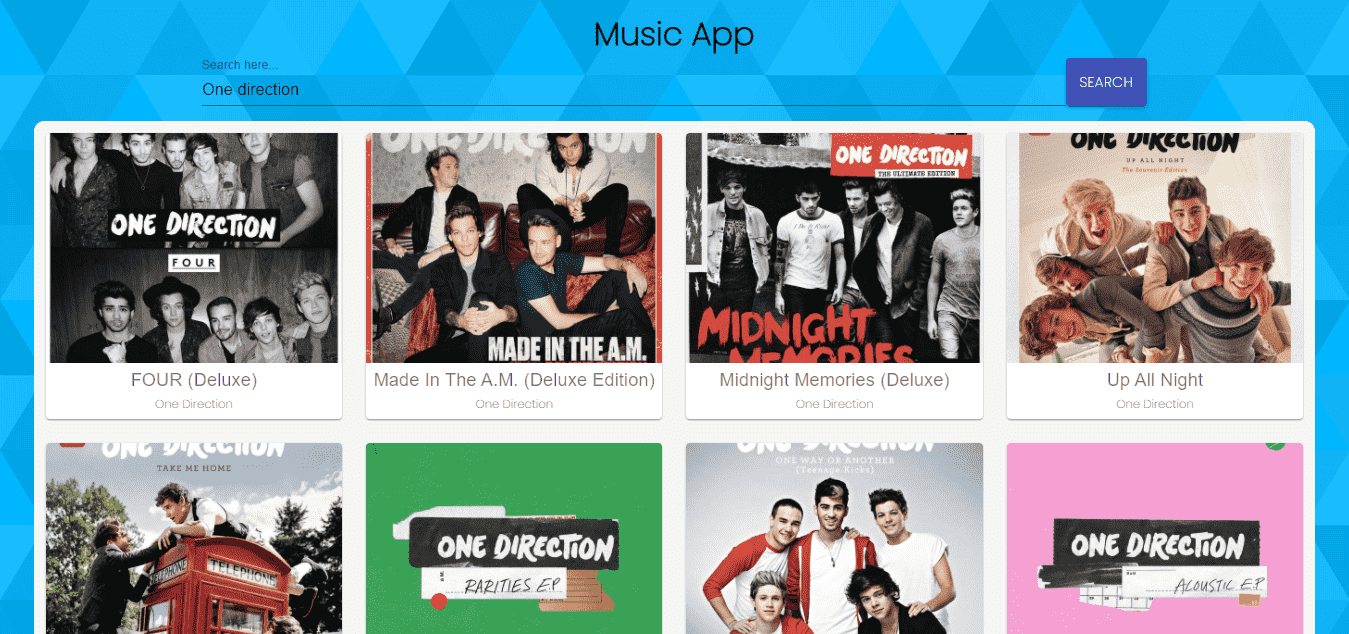 Music App
Search here...
One direction
SEARCH
ONE DIRECTION
FOUR
FOUR (Deluxe)
One Direction
ONE DIRECTION
MADE IN THE A.M.
Made In The A.M. (Deluxe Edition)
One Direction
ONE DIRECTION
THE ULTIMATE EDITION
MIDNIGHT
MEMORIES
Midnight Memories (Deluxe)
One Direction
ONE DIRECTION
UP ALL NIGHT
The Souvenir Edition
Up All Night
One Direction
ONE DIRECTION
TAKE ME HOME
TELEPHONE
TELEPHONE
ONE DIRECTION
RARITIES E.P.
ONE DIRECTION
ONE WAY OR ANOTHER
(Teenage Kicks)
ONE DIRECTION
ACOUSTIC E.P.